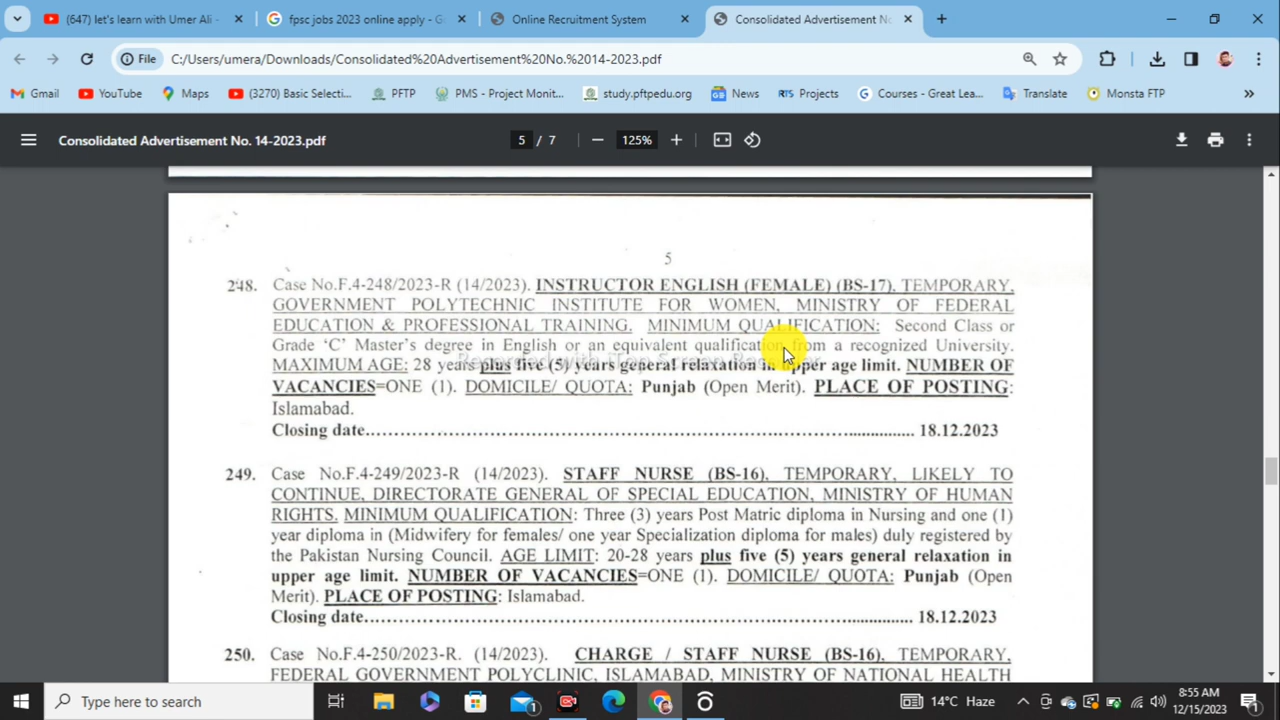 (647) let's learn with Umer Ali -
fpsc jobs 2023 online apply - G
Online Recruitment System
Consolidated Advertisement No
File
C:/Users/umera/Downloads/Consolidated%20Advertisement%20No.%2014-2023.pdf
Gmail
YouTube
Maps
(3270) Basic Selecti...
PFTP
PMS - Project Monit...
study.pftpedu.org
News
RTS Projects
Courses - Great Lea...
Translate
Monsta FTP
Consolidated Advertisement No. 14-2023.pdf
5 / 7
125%
5
248. Case No.F.4-248/2023-R (14/2023). INSTRUCTOR ENGLISH (FEMALE) (BS-17), TEMPORARY,
GOVERNMENT POLYTECHNIC INSTITUTE FOR WOMEN, MINISTRY OF FEDERAL
EDUCATION & PROFESSIONAL TRAINING. MINIMUM QUALIFICATION: Second Class or
Grade ‘C’ Master’s degree in English or an equivalent qualification from a recognized University.
Recorded with iTop Screen Recorder
MAXIMUM AGE: 28 years plus five (5) years general relaxation in upper age limit. NUMBER OF
VACANCIES=ONE (1). DOMICILE/ QUOTA: Punjab (Open Merit). PLACE OF POSTING:
Islamabad.
Closing date.................................................................................. 18.12.2023
249. Case No.F.4-249/2023-R (14/2023). STAFF NURSE (BS-16), TEMPORARY, LIKELY TO
CONTINUE, DIRECTORATE GENERAL OF SPECIAL EDUCATION, MINISTRY OF HUMAN
RIGHTS. MINIMUM QUALIFICATION: Three (3) years Post Matric diploma in Nursing and one (1)
year diploma in (Midwifery for females/ one year Specialization diploma for males) duly registered by
the Pakistan Nursing Council. AGE LIMIT: 20-28 years plus five (5) years general relaxation in
upper age limit. NUMBER OF VACANCIES=ONE (1). DOMICILE/ QUOTA: Punjab (Open
Merit). PLACE OF POSTING: Islamabad.
Closing date.................................................................................. 18.12.2023
250. Case No.F.4-250/2023-R. (14/2023). CHARGE / STAFF NURSE (BS-16), TEMPORARY,
FEDERAL GOVERNMENT POLYCLINIC, ISLAMABAD, MINISTRY OF NATIONAL HEALTH
Type here to search
1
14°C Haze
8:55 AM
12/15/2023
1